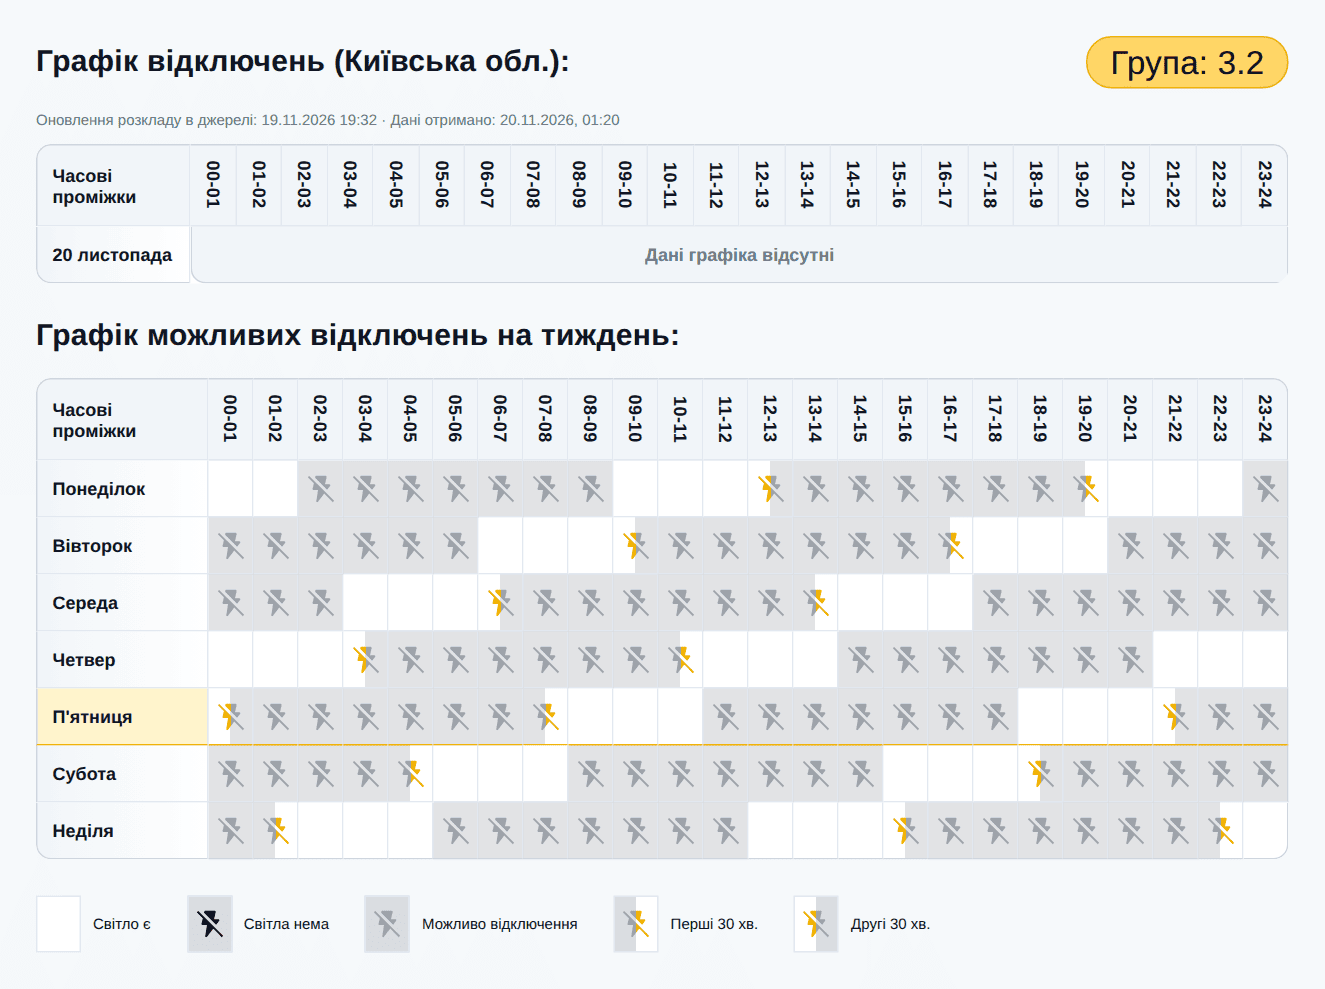 Графік відключень (Київська обл.):
Група: 3.2
Оновлення розкладу в джерелі: 19.11.2026 19:32 · Дані отримано: 20.11.2026, 01:20
Часові проміжки 00-01 01-02 02-03 03-04 04-05 05-06 06-07 07-08 08-09 09-10 10-11 11-12 12-13 13-14 14-15 15-16 16-17 17-18 18-19 19-20 20-21 21-22 22-23 23-24
20 листопада Дані графіка відсутні
Графік можливих відключень на тиждень:
Часові проміжки 00-01 01-02 02-03 03-04 04-05 05-06 06-07 07-08 08-09 09-10 10-11 11-12 12-13 13-14 14-15 15-16 16-17 17-18 18-19 19-20 20-21 21-22 22-23 23-24
Понеділок
Вівторок
Середа
Четвер
П'ятниця
Субота
Неділя
Світло є Світла нема Можливо відключення Перші 30 хв. Другі 30 хв.